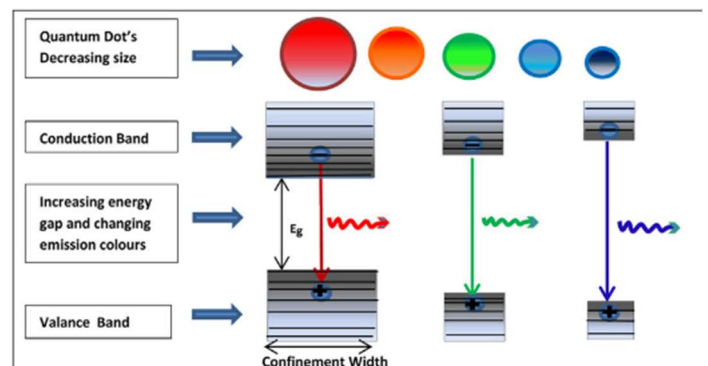 Quantum Dot's
Decreasing size
Conduction Band
Increasing energy
gap and changing
emission colours
Eg
Valance Band
Confinement Width